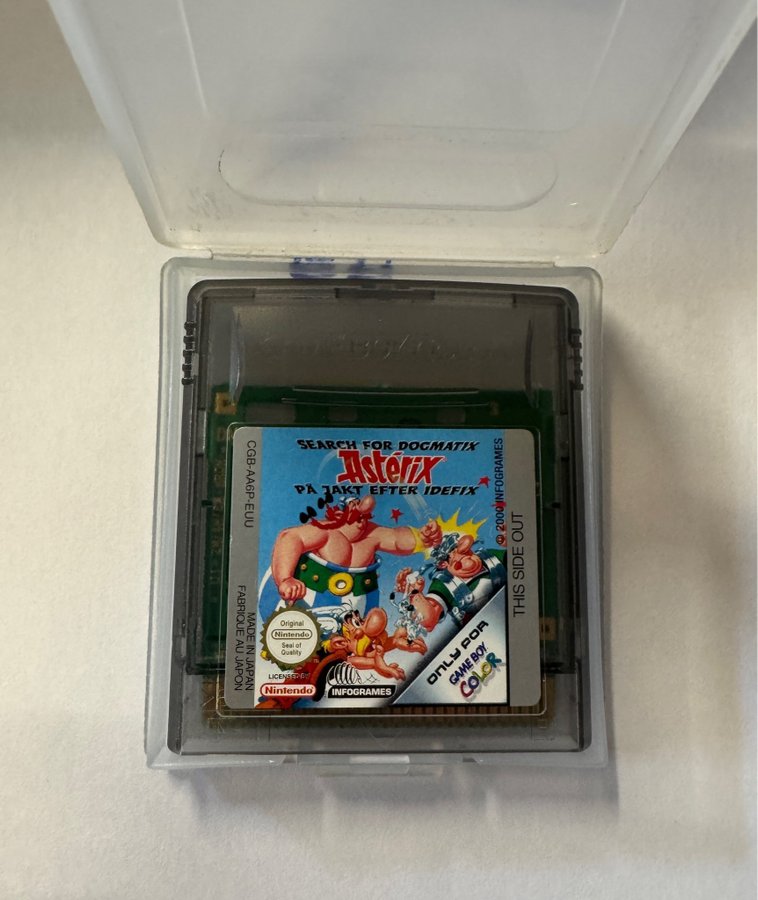 SEARCH FOR DOGMATIX
Astérix
PÅ JAKT EFTER IDEFIX
CGB-AA6P-EUU
MADE IN JAPAN
FABRIQUE AU JAPON
© 2000 INFOGRAMES
THIS SIDE OUT
Original
Nintendo
Seal of
Quality
LICENSED BY
Nintendo
INFOGRAMES
ONLY FOR
GAME BOY
COLOR